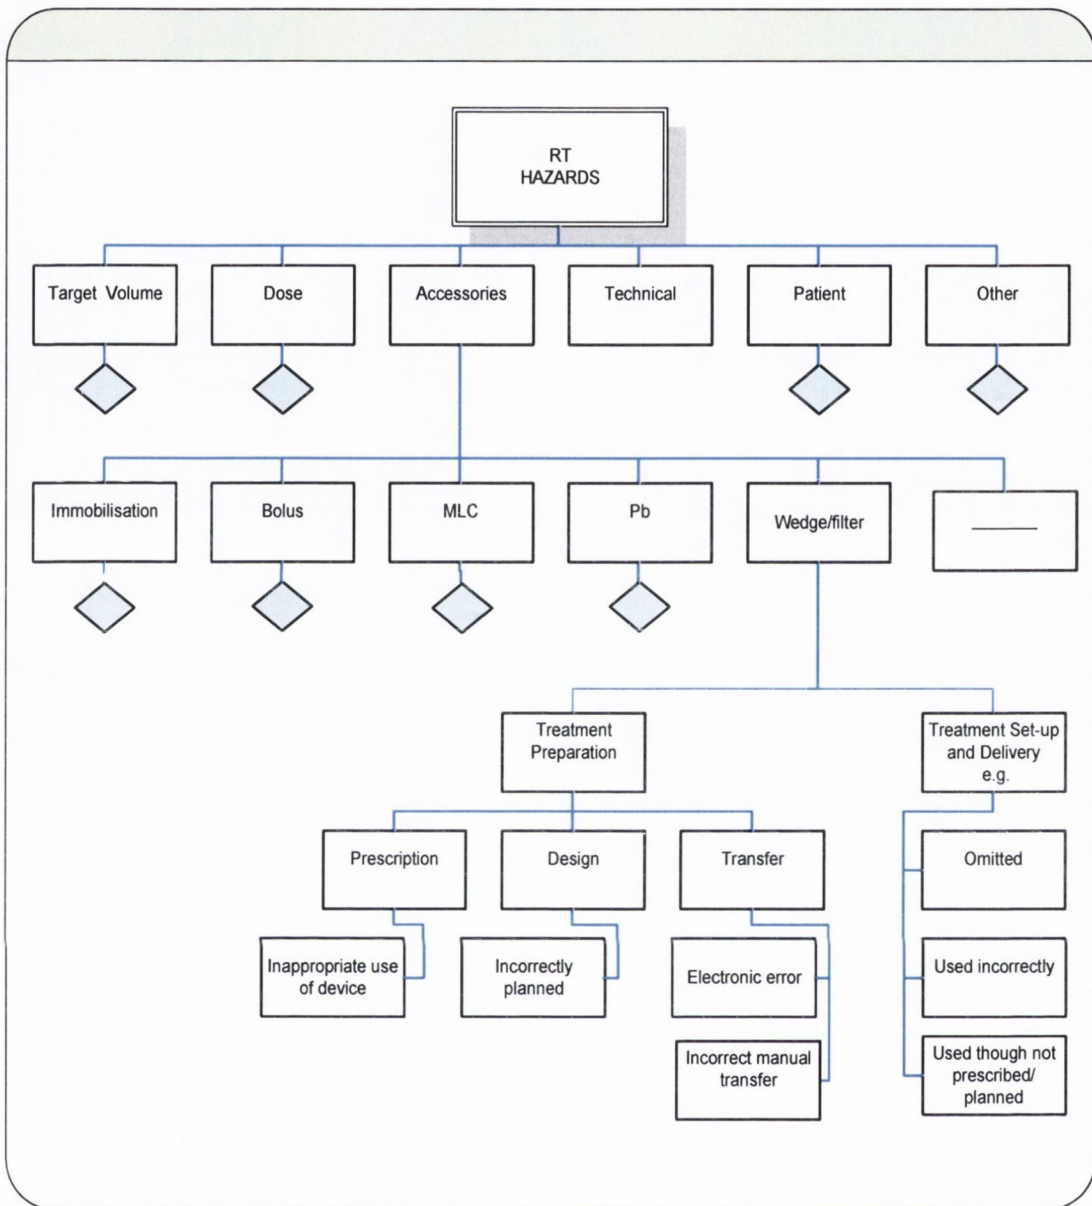 RT
HAZARDS
Target Volume
Dose
Accessories
Technical
Patient
Other
Immobilisation
Bolus
MLC
Pb
Wedge/filter
Treatment
Preparation
Treatment Set-up
and Delivery
e.g.
Prescription
Design
Transfer
Omitted
Inappropriate use
of device
Incorrectly
planned
Electronic error
Used incorrectly
Incorrect manual
transfer
Used though not
prescribed/
planned